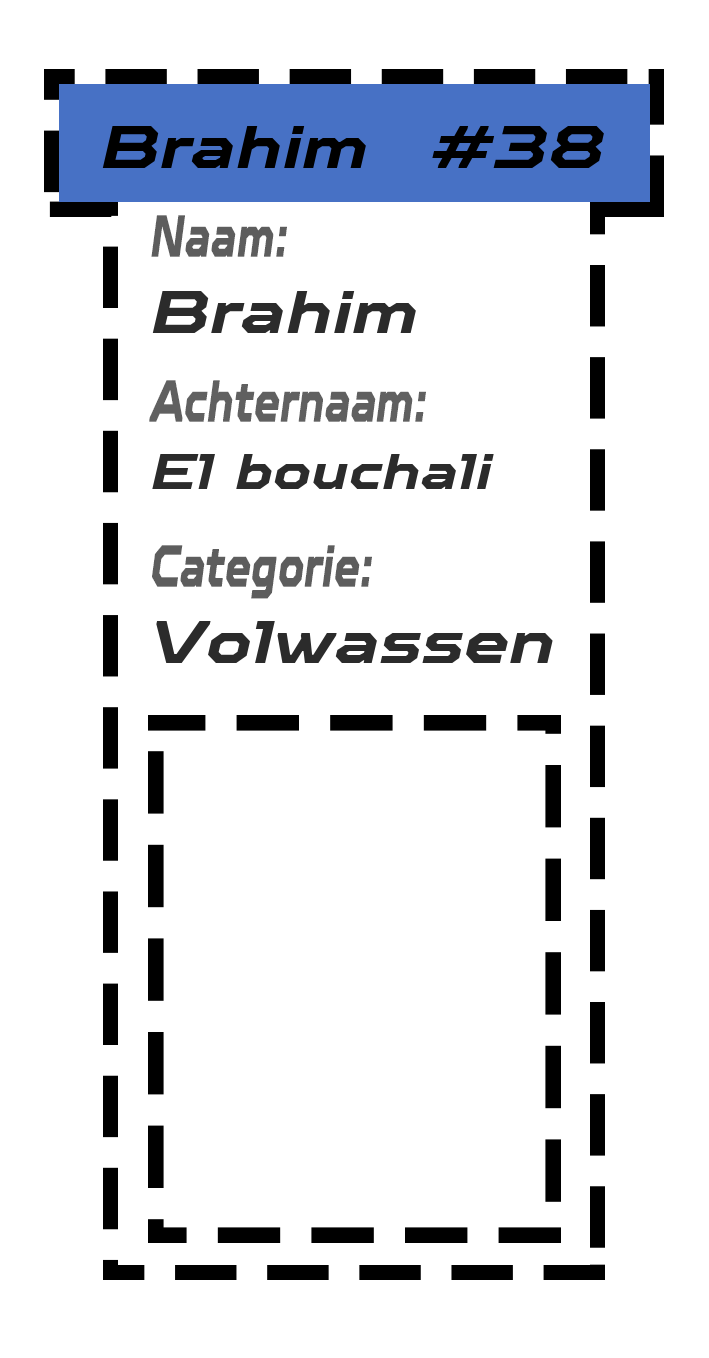 Brahim #38
Naam:
Brahim
Achternaam:
El bouchali
Categorie:
Volwassen